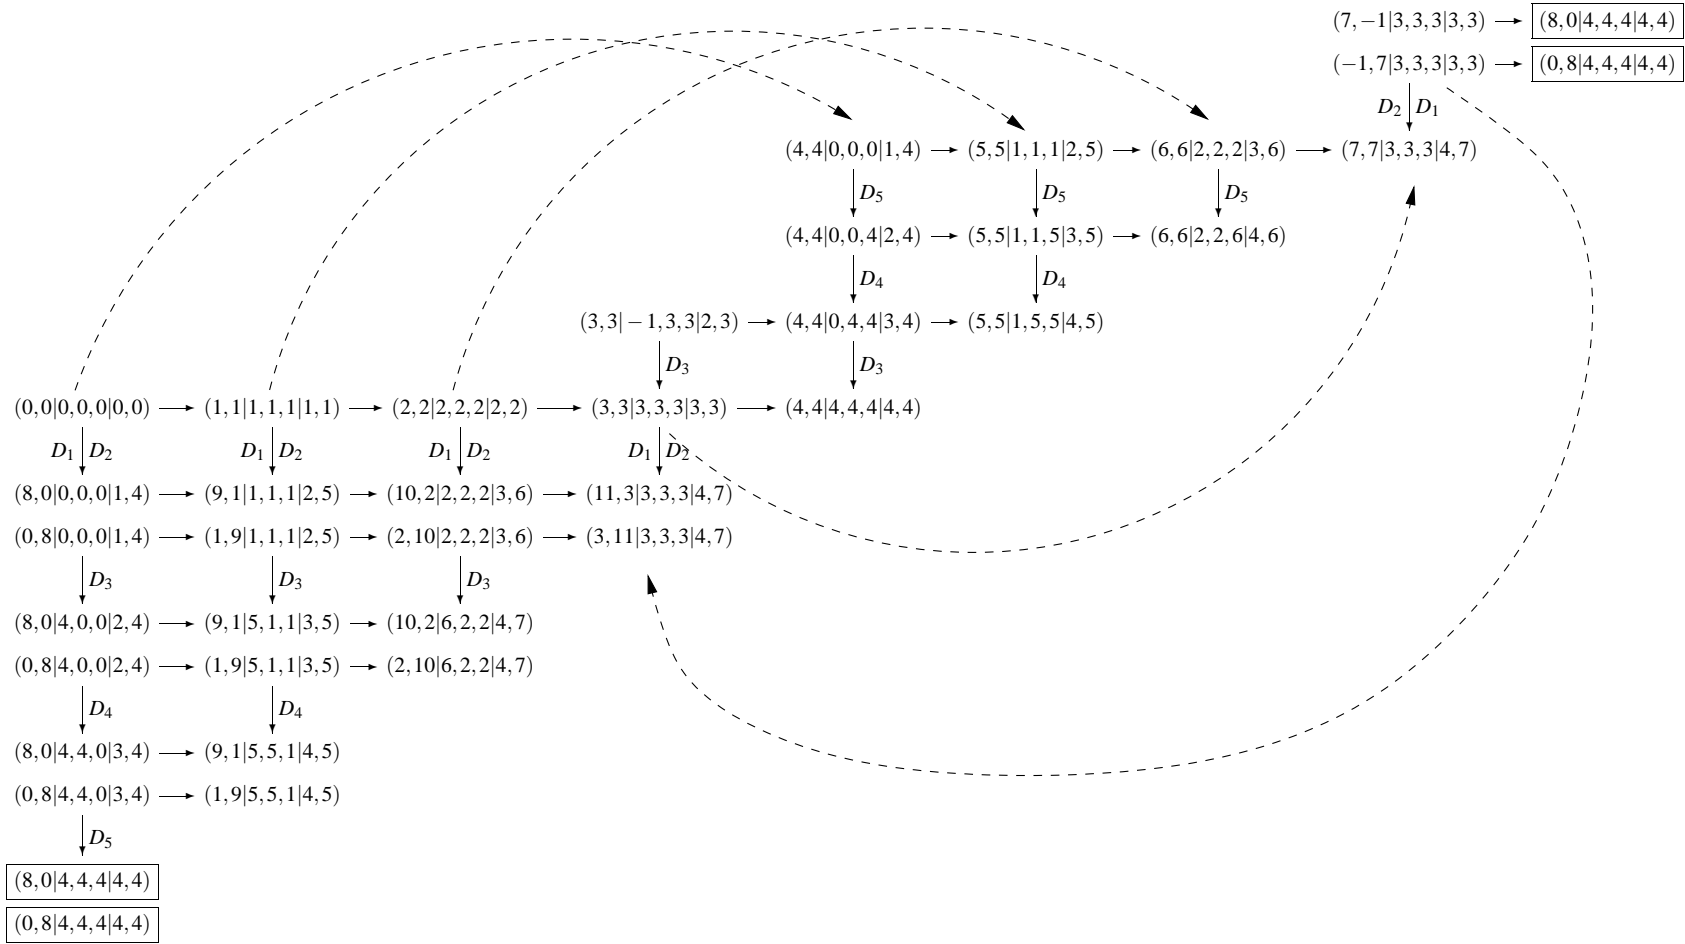 (7,−1|3,3,3|3,3) (8,0|4,4,4|4,4)
(−1,7|3,3,3|3,3) (0,8|4,4,4|4,4)
D2 D1
(4,4|0,0,0|1,4) (5,5|1,1,1|2,5) (6,6|2,2,2|3,6) (7,7|3,3,3|4,7)
D5 D5 D5
(4,4|0,0,4|2,4) (5,5|1,1,5|3,5) (6,6|2,2,6|4,6)
D4 D4
(3,3|−1,3,3|2,3) (4,4|0,4,4|3,4) (5,5|1,5,5|4,5)
D3 D3
(0,0|0,0,0|0,0) (1,1|1,1,1|1,1) (2,2|2,2,2|2,2) (3,3|3,3,3|3,3) (4,4|4,4,4|4,4)
D1 D2 D1 D2 D1 D2 D1 D2
(8,0|0,0,0|1,4) (9,1|1,1,1|2,5) (10,2|2,2,2|3,6) (11,3|3,3,3|4,7)
(0,8|0,0,0|1,4) (1,9|1,1,1|2,5) (2,10|2,2,2|3,6) (3,11|3,3,3|4,7)
D3 D3 D3
(8,0|4,0,0|2,4) (9,1|5,1,1|3,5) (10,2|6,2,2|4,7)
(0,8|4,0,0|2,4) (1,9|5,1,1|3,5) (2,10|6,2,2|4,7)
D4 D4
(8,0|4,4,0|3,4) (9,1|5,5,1|4,5)
(0,8|4,4,0|3,4) (1,9|5,5,1|4,5)
D5
(8,0|4,4,4|4,4)
(0,8|4,4,4|4,4)